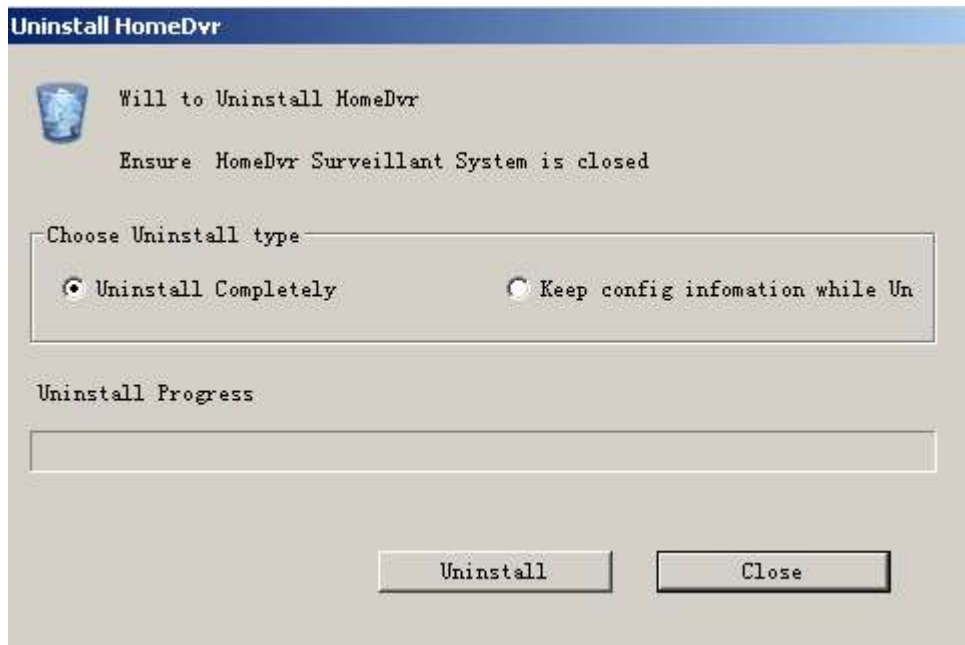 Uninstall HomeDvr
Will to Uninstall HomeDvr
Ensure HomeDvr Surveillant System is closed
Choose Uninstall type
Uninstall Completely Keep config infomation while Un
Uninstall Progress
Uninstall Close